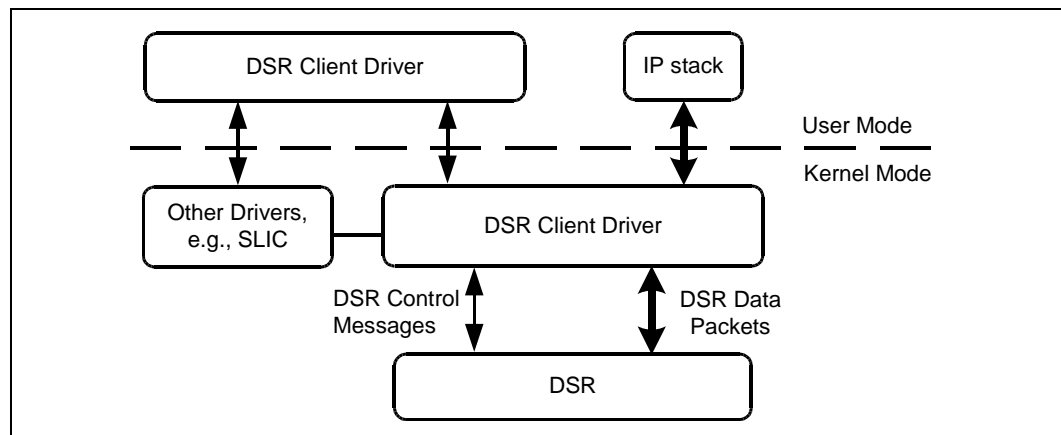 DSR Client Driver
IP stack
User Mode
Kernel Mode
Other Drivers,
e.g., SLIC
DSR Client Driver
DSR Control
Messages
DSR Data
Packets
DSR